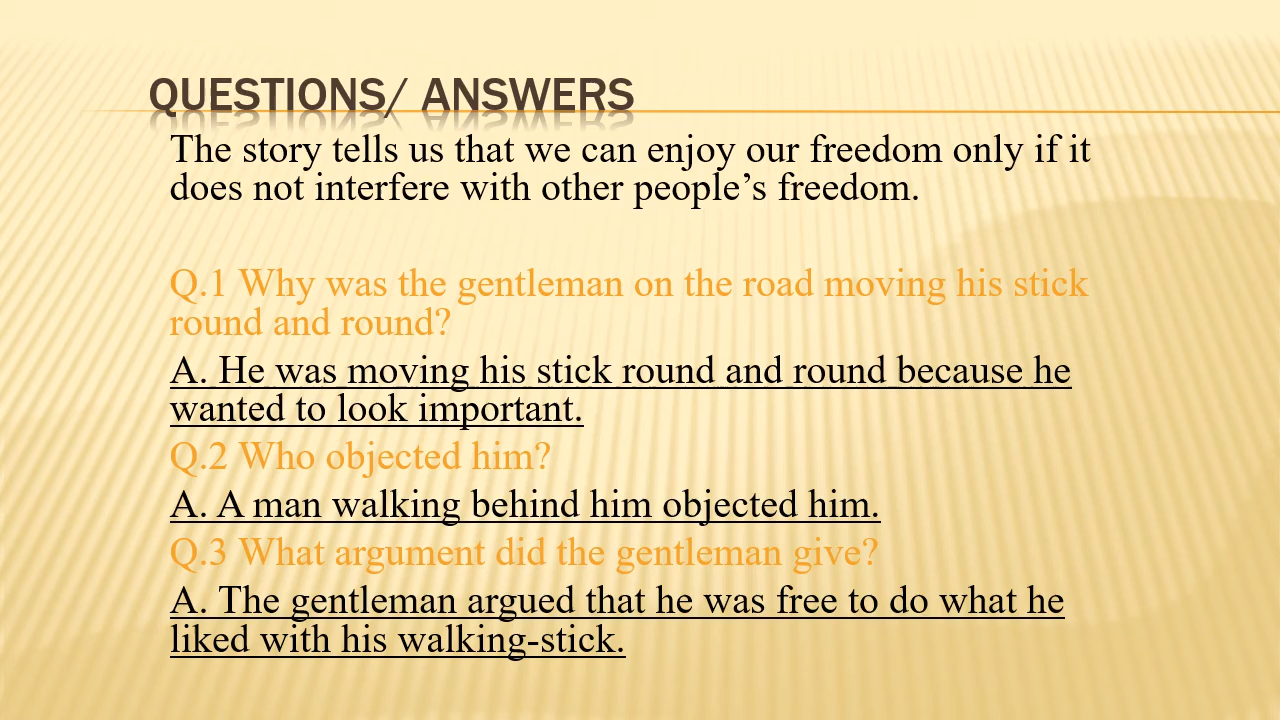 QUESTIONS/ ANSWERS
The story tells us that we can enjoy our freedom only if it
does not interfere with other people’s freedom.
Q.1 Why was the gentleman on the road moving his stick
round and round?
A. He was moving his stick round and round because he
wanted to look important.
Q.2 Who objected him?
A. A man walking behind him objected him.
Q.3 What argument did the gentleman give?
A. The gentleman argued that he was free to do what he
liked with his walking-stick.